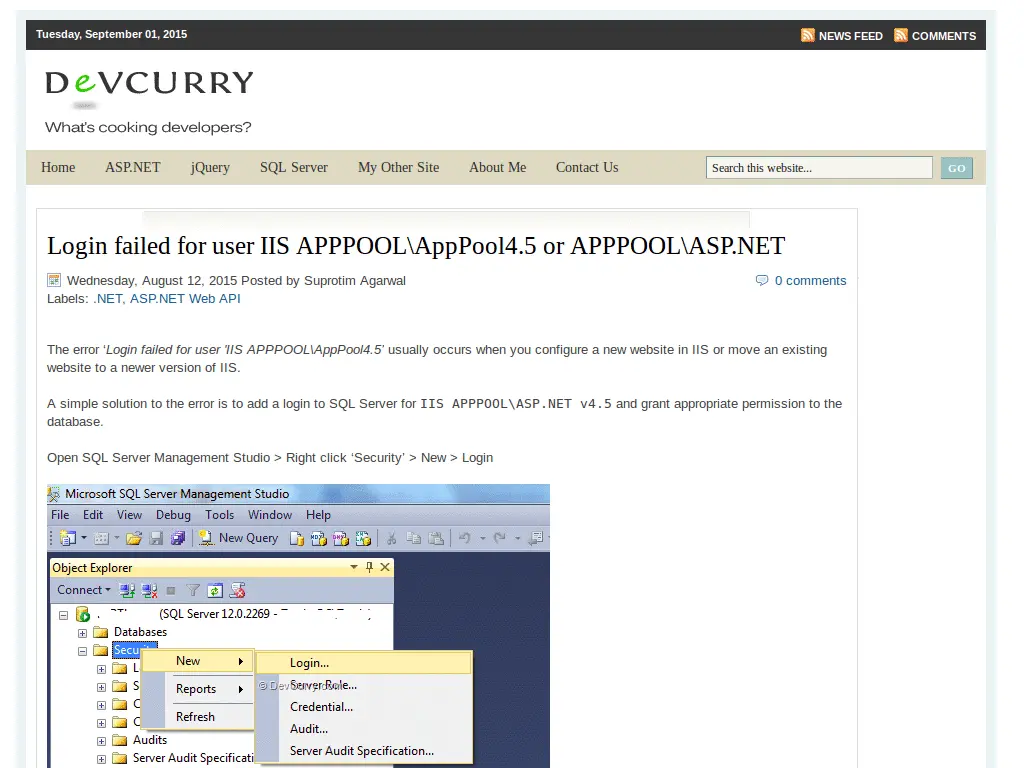 Tuesday, September 01, 2015
NEWS FEED COMMENTS
DeVCURRY
What's cooking developers?
Home ASP.NET jQuery SQL Server My Other Site About Me Contact Us Search this website... GO
Login failed for user IIS APPPOOL\AppPool4.5 or APPPOOL\ASP.NET
Wednesday, August 12, 2015 Posted by Suprotim Agarwal
0 comments
Labels: .NET, ASP.NET Web API
The error ‘Login failed for user 'IIS APPPOOL\AppPool4.5' usually occurs when you configure a new website in IIS or move an existing
website to a newer version of IIS.
A simple solution to the error is to add a login to SQL Server for IIS APPPOOL\ASP.NET v4.5 and grant appropriate permission to the
database.
Open SQL Server Management Studio > Right click ‘Security’ > New > Login
Microsoft SQL Server Management Studio
File Edit View Debug Tools Window Help
New Query
Object Explorer
Connect
(SQL Server 12.0.2269 -
Databases
New
Login...
Reports
© DevCurry.com
Server Role...
Credential...
Refresh
Audit...
Audits
Server Audit Specification...